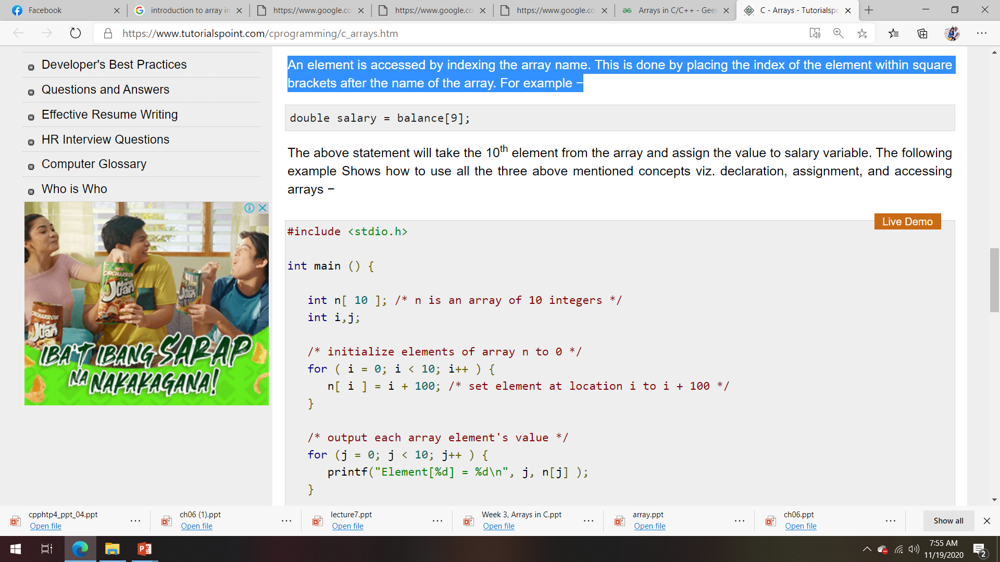 Facebook
introduction to array in
https://www.google.co
https://www.google.co
https://www.google.co
Arrays in C/C++ - Geek
C - Arrays - Tutorialspo
https://www.tutorialspoint.com/cprogramming/c_arrays.htm
Developer's Best Practices
Questions and Answers
Effective Resume Writing
HR Interview Questions
Computer Glossary
Who is Who
CHICHARRON
Juan
CHICHARRON
Juan
IBA'T IBANG SARAP
NA NAKAKAGANA!
An element is accessed by indexing the array name. This is done by placing the index of the element within square
brackets after the name of the array. For example −
double salary = balance[9];
The above statement will take the 10th element from the array and assign the value to salary variable. The following
example Shows how to use all the three above mentioned concepts viz. declaration, assignment, and accessing
arrays −
Live Demo
#include <stdio.h>
int main () {
int n[ 10 ]; /* n is an array of 10 integers */
int i,j;
/* initialize elements of array n to 0 */
for ( i = 0; i < 10; i++ ) {
n[ i ] = i + 100; /* set element at location i to i + 100 */
}
/* output each array element's value */
for (j = 0; j < 10; j++ ) {
printf("Element[%d] = %d\n", j, n[j] );
}
cpphtp4_ppt_04.ppt
Open file
ch06 (1).ppt
Open file
lecture7.ppt
Open file
Week 3, Arrays in C.ppt
Open file
array.ppt
Open file
ch06.ppt
Open file
Show all
7:55 AM
11/19/2020
2